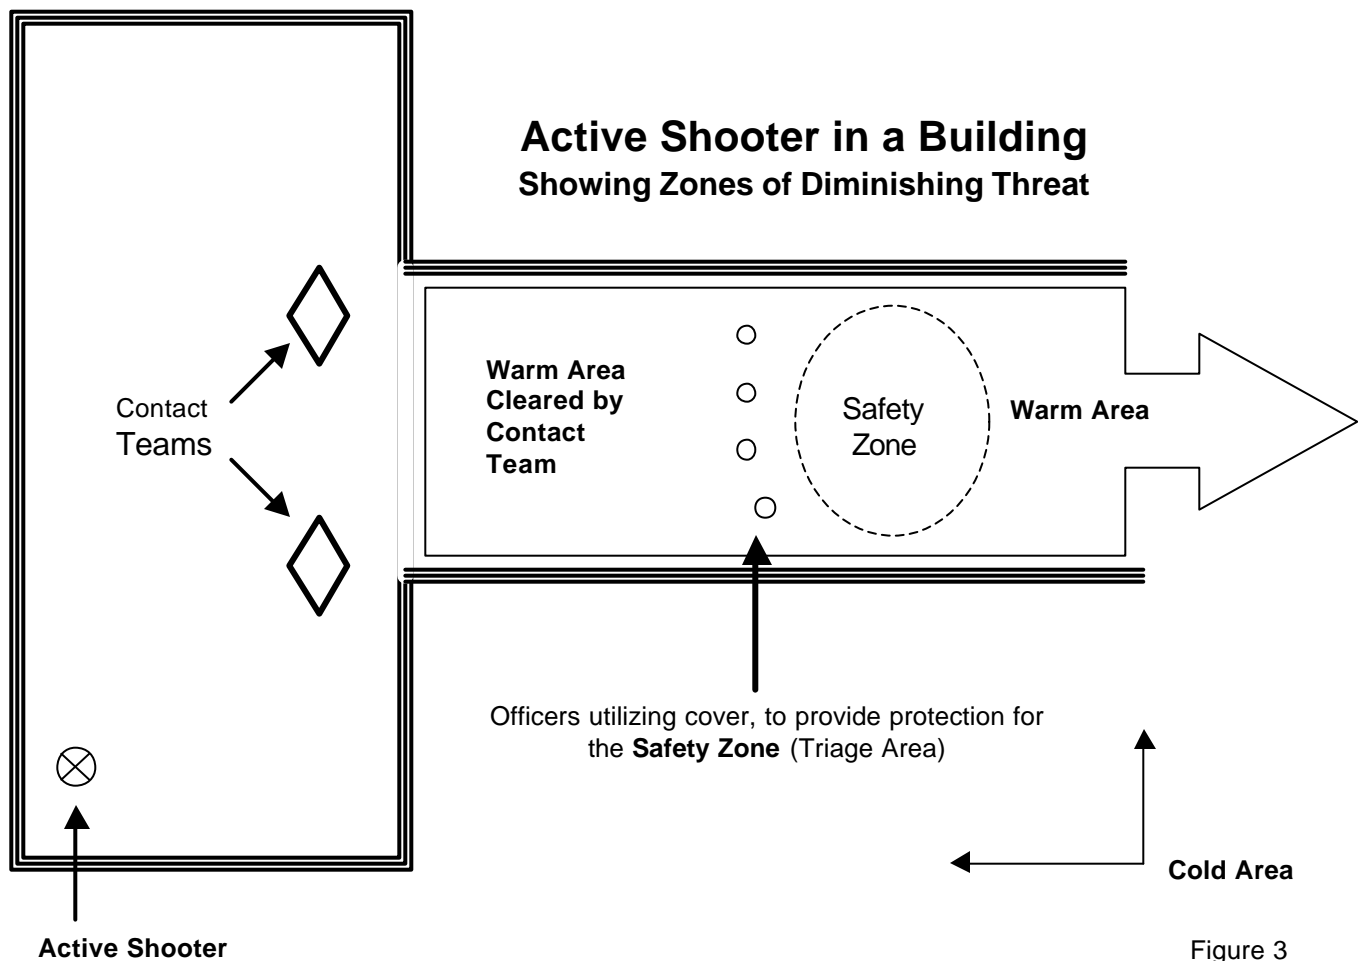 Active Shooter in a Building
Showing Zones of Diminishing Threat
Contact
Teams
Warm Area
Cleared by
Contact
Team
Safety
Zone
Warm Area
Officers utilizing cover, to provide protection for
the Safety Zone (Triage Area)
Cold Area
Active Shooter
Figure 3